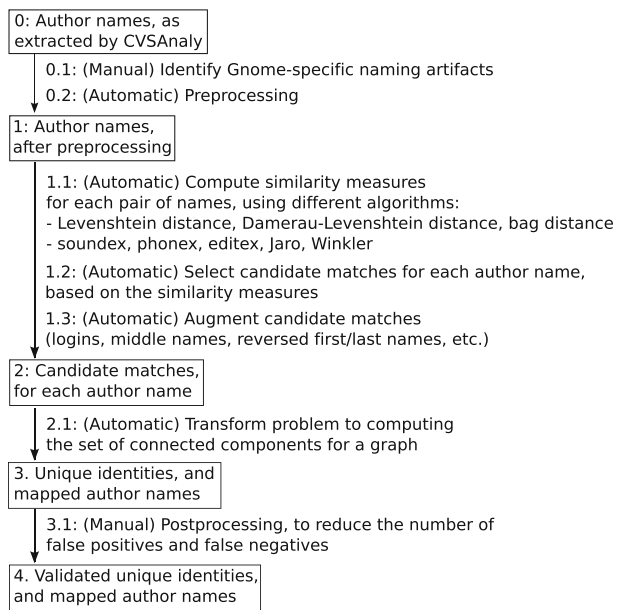 0: Author names, as
extracted by CVSAnaly
0.1: (Manual) Identify Gnome-specific naming artifacts
0.2: (Automatic) Preprocessing
1: Author names,
after preprocessing
1.1: (Automatic) Compute similarity measures
for each pair of names, using different algorithms:
- Levenshtein distance, Damerau-Levenshtein distance, bag distance
- soundex, phonex, editex, Jaro, Winkler
1.2: (Automatic) Select candidate matches for each author name,
based on the similarity measures
1.3: (Automatic) Augment candidate matches
(logins, middle names, reversed first/last names, etc.)
2: Candidate matches,
for each author name
2.1: (Automatic) Transform problem to computing
the set of connected components for a graph
3. Unique identities, and
mapped author names
3.1: (Manual) Postprocessing, to reduce the number of
false positives and false negatives
4. Validated unique identities,
and mapped author names